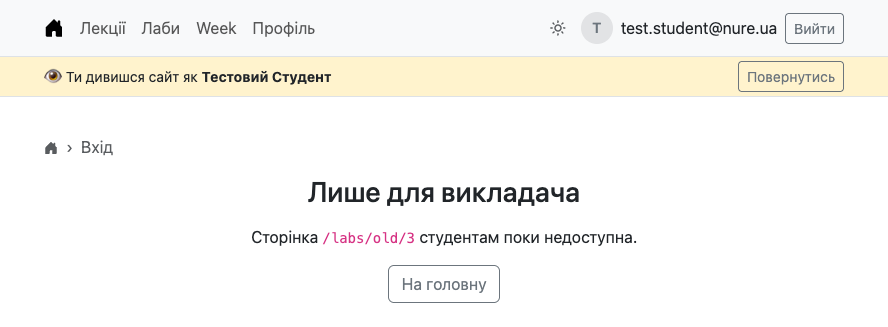 Лекції Лаби Week Профіль T test.student@nure.ua Вийти
Ти дивишся сайт як Тестовий Студент Повернутись
› Вхід
Лише для викладача
Сторінка /labs/old/3 студентам поки недоступна.
На головну